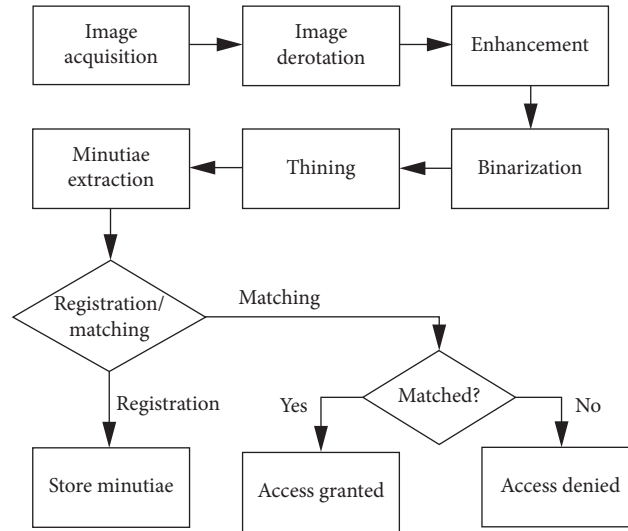 Image
acquisition
Image
derotation
Enhancement
Minutiae
extraction
Thining
Binarization
Registration/
matching
Matching
Registration
Matched?
Yes
No
Store minutiae
Access granted
Access denied